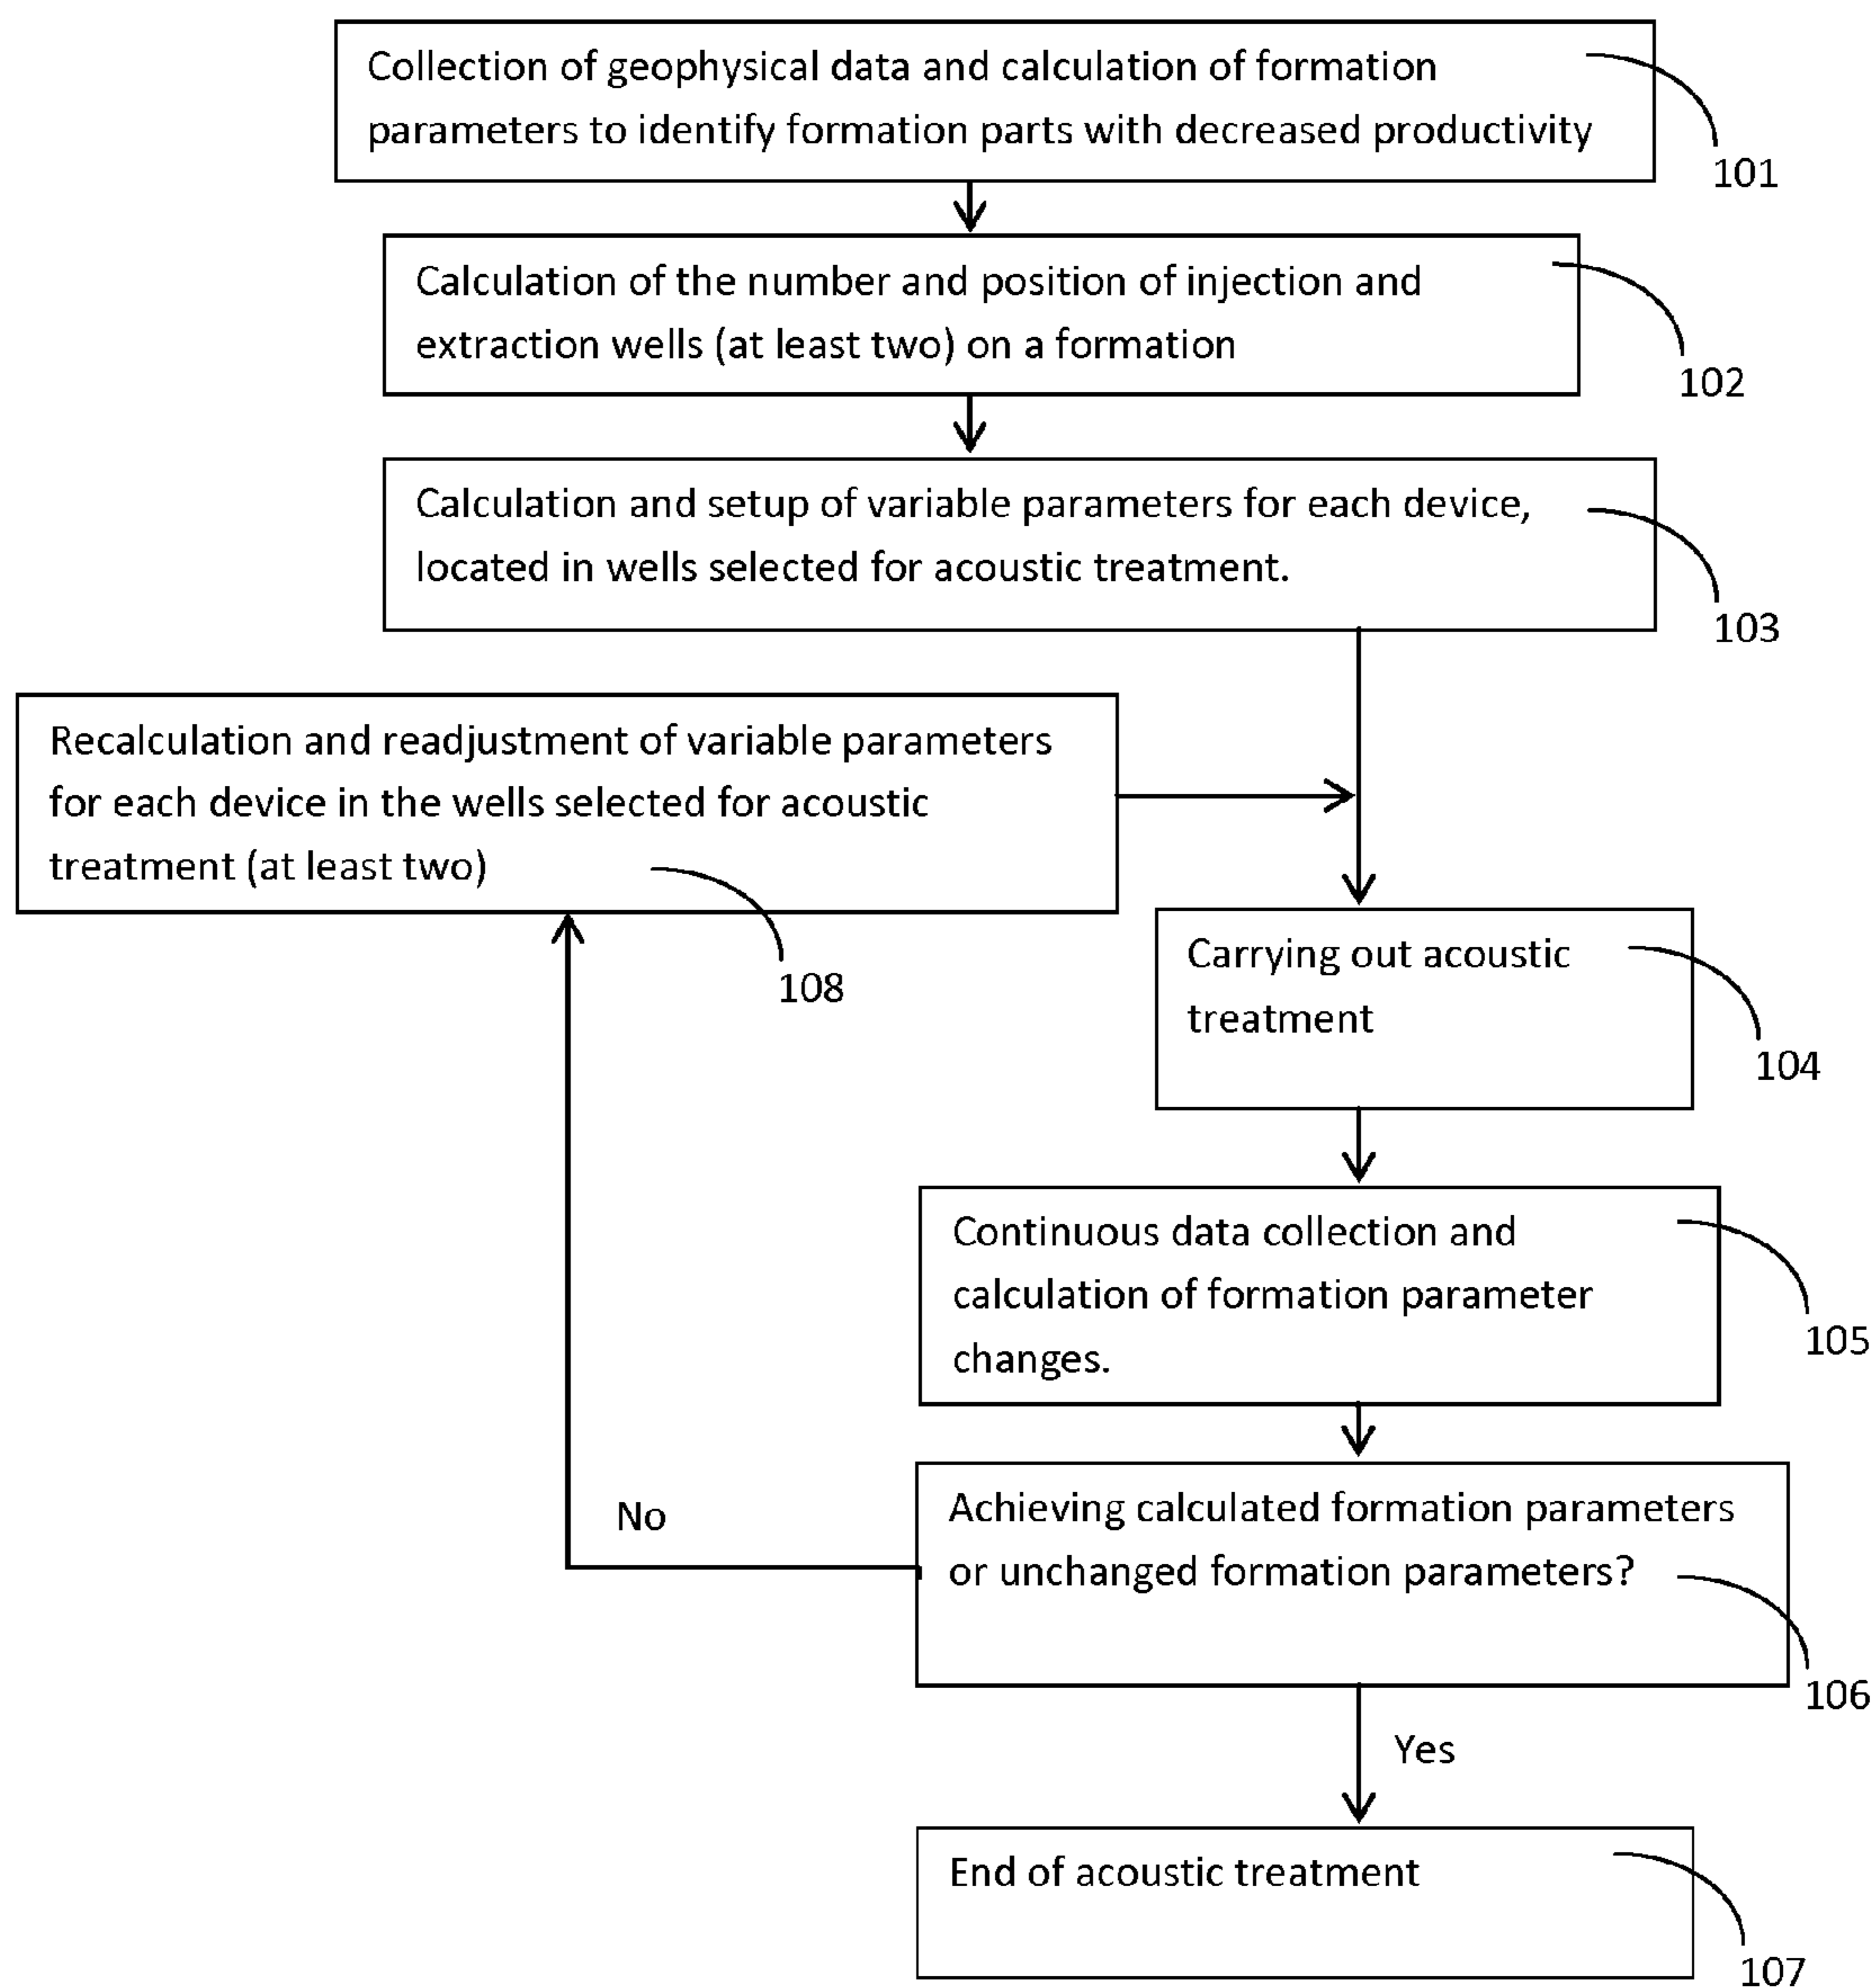 Collection of geophysical data and calculation of formation
parameters to identify formation parts with decreased productivity
101
Calculation of the number and position of injection and
extraction wells (at least two) on a formation
102
Calculation and setup of variable parameters for each device,
located in wells selected for acoustic treatment.
103
Recalculation and readjustment of variable parameters
for each device in the wells selected for acoustic
treatment (at least two)
108
Carrying out acoustic
treatment
104
Continuous data collection and
calculation of formation parameter
changes.
105
Achieving calculated formation parameters
or unchanged formation parameters?
106
No
Yes
End of acoustic treatment
107